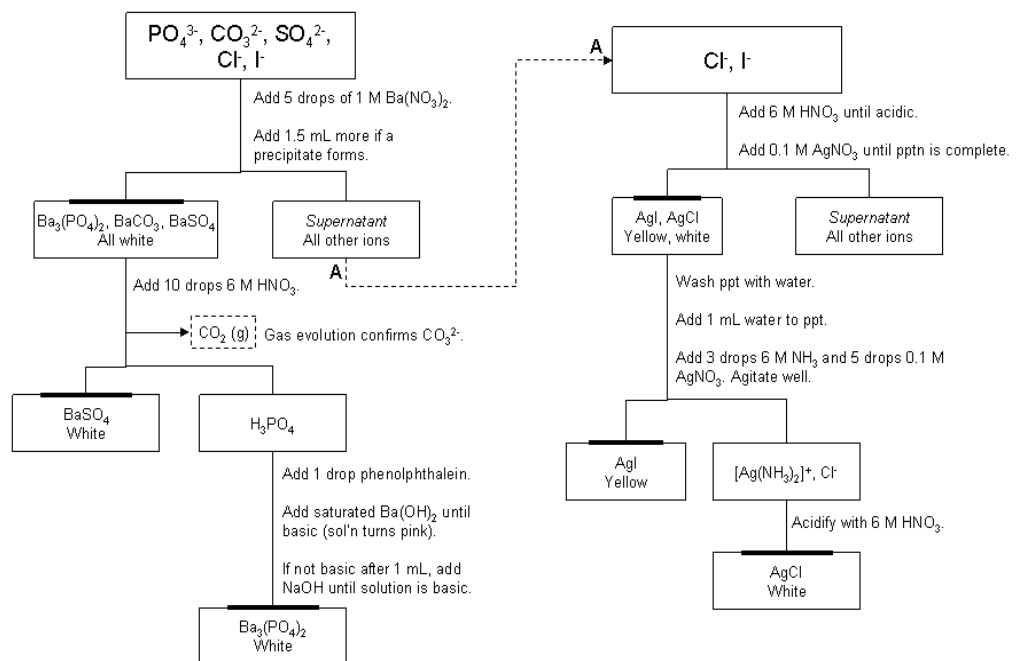 PO₄³⁻, CO₃²⁻, SO₄²⁻,
Cl⁻, I⁻
Add 5 drops of 1 M Ba(NO₃)₂.
Add 1.5 mL more if a
precipitate forms.
Ba₃(PO₄)₂, BaCO₃, BaSO₄
All white
Supernatant
All other ions
A
Add 10 drops 6 M HNO₃.
CO₂ (g)
Gas evolution confirms CO₃²⁻.
BaSO₄
White
H₃PO₄
Add 1 drop phenolphthalein.
Add saturated Ba(OH)₂ until
basic (sol'n turns pink).
If not basic after 1 mL, add
NaOH until solution is basic.
Ba₃(PO₄)₂
White
A
Cl⁻, I⁻
Add 6 M HNO₃ until acidic.
Add 0.1 M AgNO₃ until pptn is complete.
AgI, AgCl
Yellow, white
Supernatant
All other ions
Wash ppt with water.
Add 1 mL water to ppt.
Add 3 drops 6 M NH₃ and 5 drops 0.1 M
AgNO₃. Agitate well.
AgI
Yellow
[Ag(NH₃)₂]⁺, Cl⁻
Acidify with 6 M HNO₃.
AgCl
White